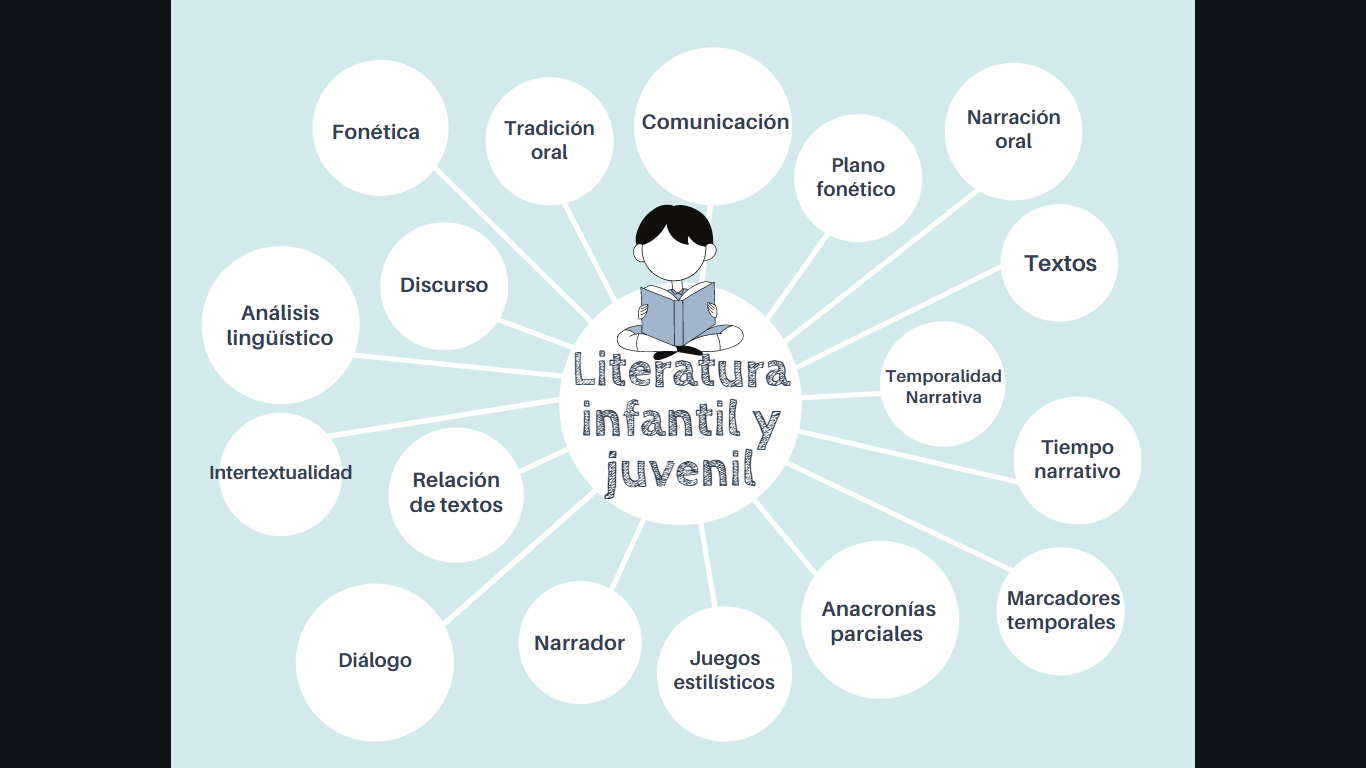 Fonética
Tradición
oral
Comunicación
Plano
fonético
Narración
oral
Textos
Discurso
Análisis
lingüístico
Literatura
infantil y
juvenil
Temporalidad
Narrativa
Tiempo
narrativo
Intertextualidad
Relación
de textos
Marcadores
temporales
Anacronías
parciales
Diálogo
Narrador
Juegos
estilísticos